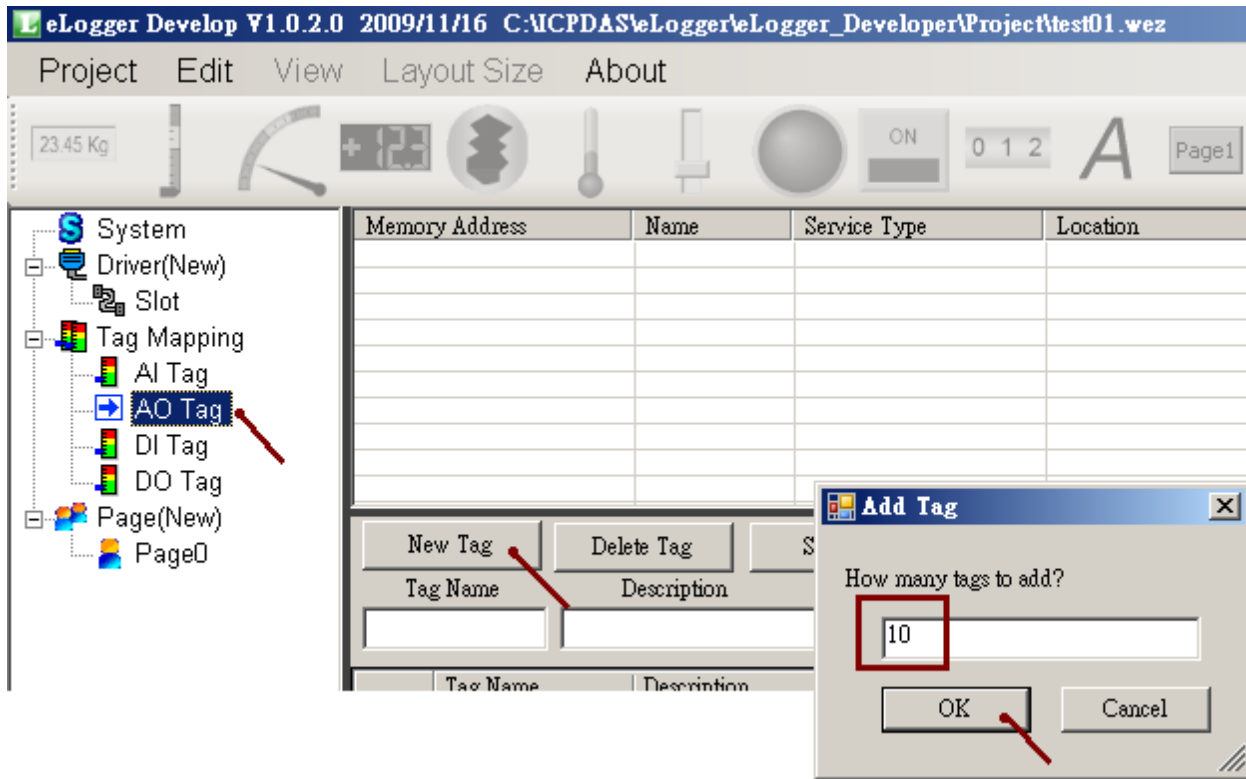 eLogger Develop V1.0.2.0 2009/11/16 C:\ICPDAS\eLogger\eLogger_Developer\Project\test01.wez
Project Edit View Layout Size About
23.45 Kg
+12.3
ON
0 1 2
A
Page1
System
Driver(New)
Slot
Tag Mapping
AI Tag
AO Tag
DI Tag
DO Tag
Page(New)
Page0
Memory Address Name Service Type Location
New Tag Delete Tag S
Tag Name Description
Tag Name Description
Add Tag
How many tags to add?
10
OK Cancel